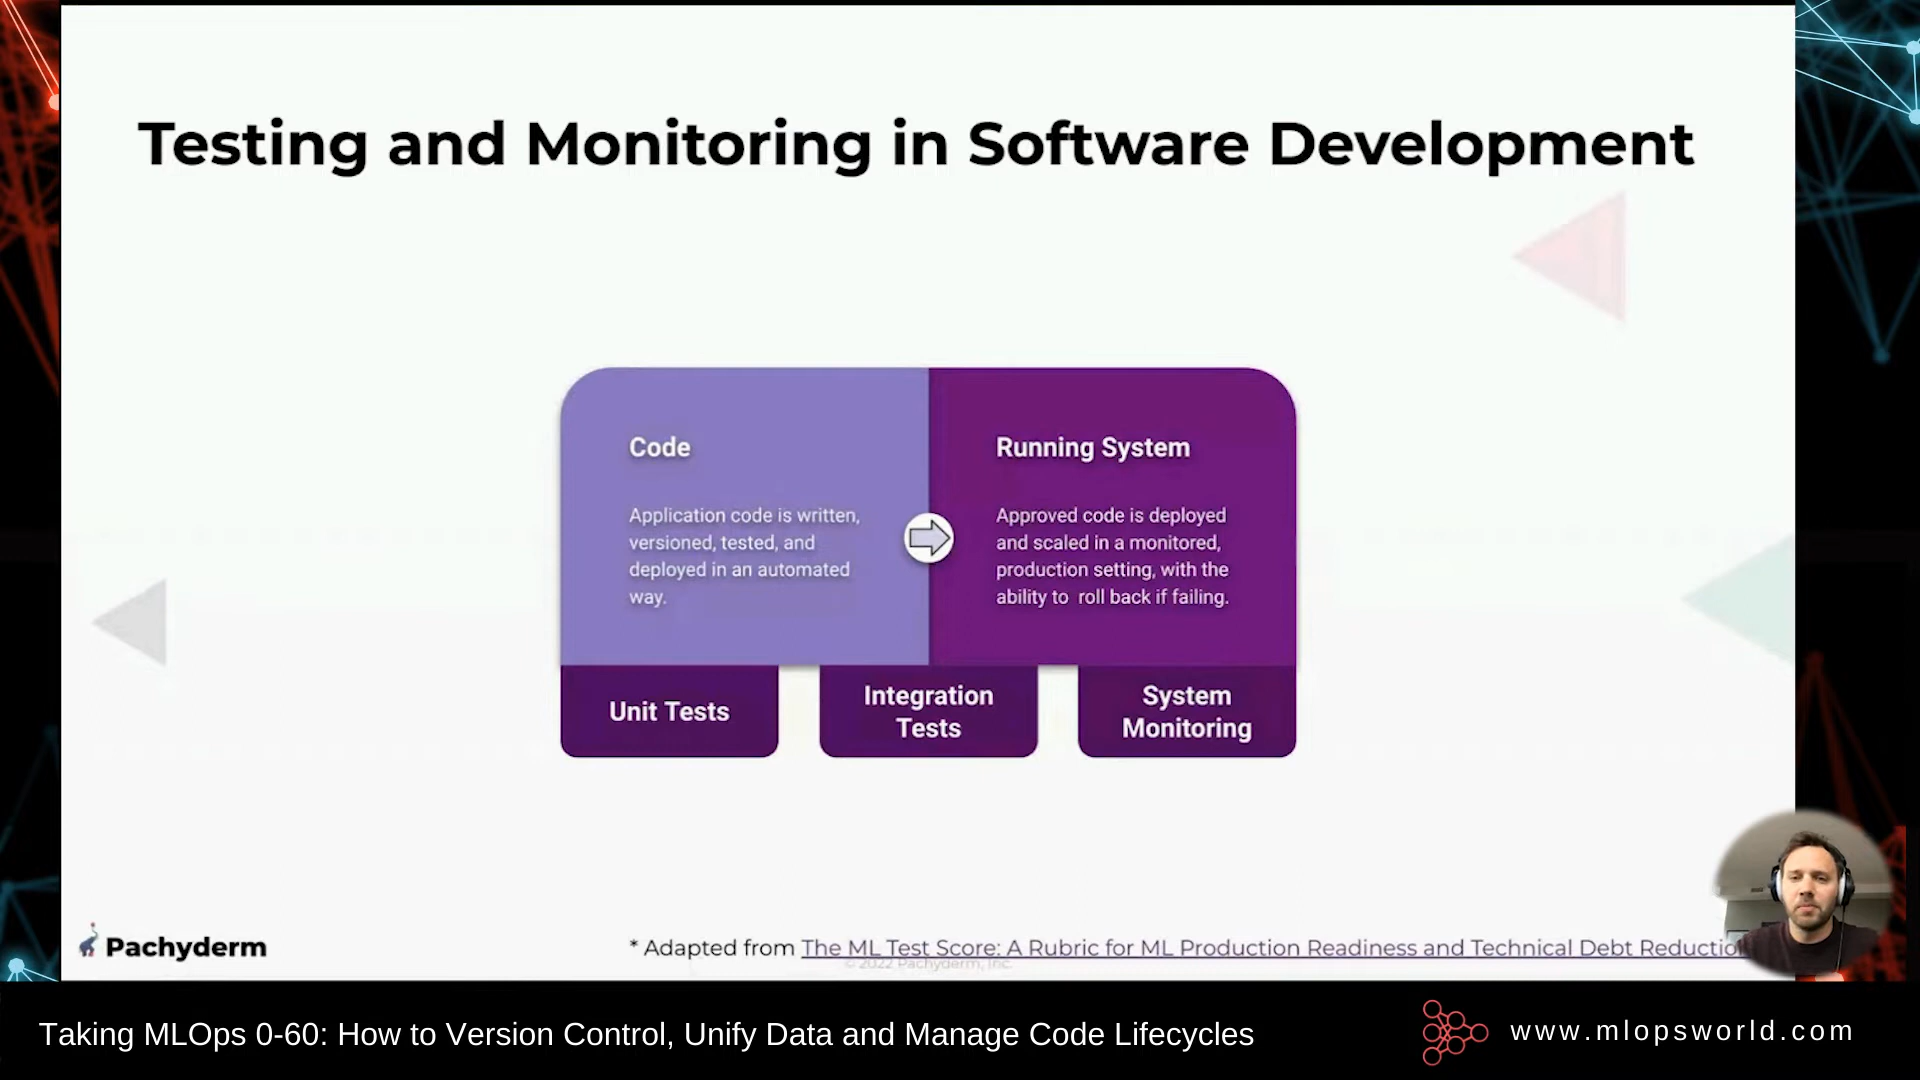 Testing and Monitoring in Software Development
Code
Application code is written,
versioned, tested, and
deployed in an automated
way.
Running System
Approved code is deployed
and scaled in a monitored,
production setting, with the
ability to roll back if failing.
Unit Tests
Integration
Tests
System
Monitoring
Pachyderm
* Adapted from The ML Test Score: A Rubric for ML Production Readiness and Technical Debt Reductio
© 2022 Pachyderm, Inc.
Taking MLOps 0-60: How to Version Control, Unify Data and Manage Code Lifecycles
www.mlopsworld.com